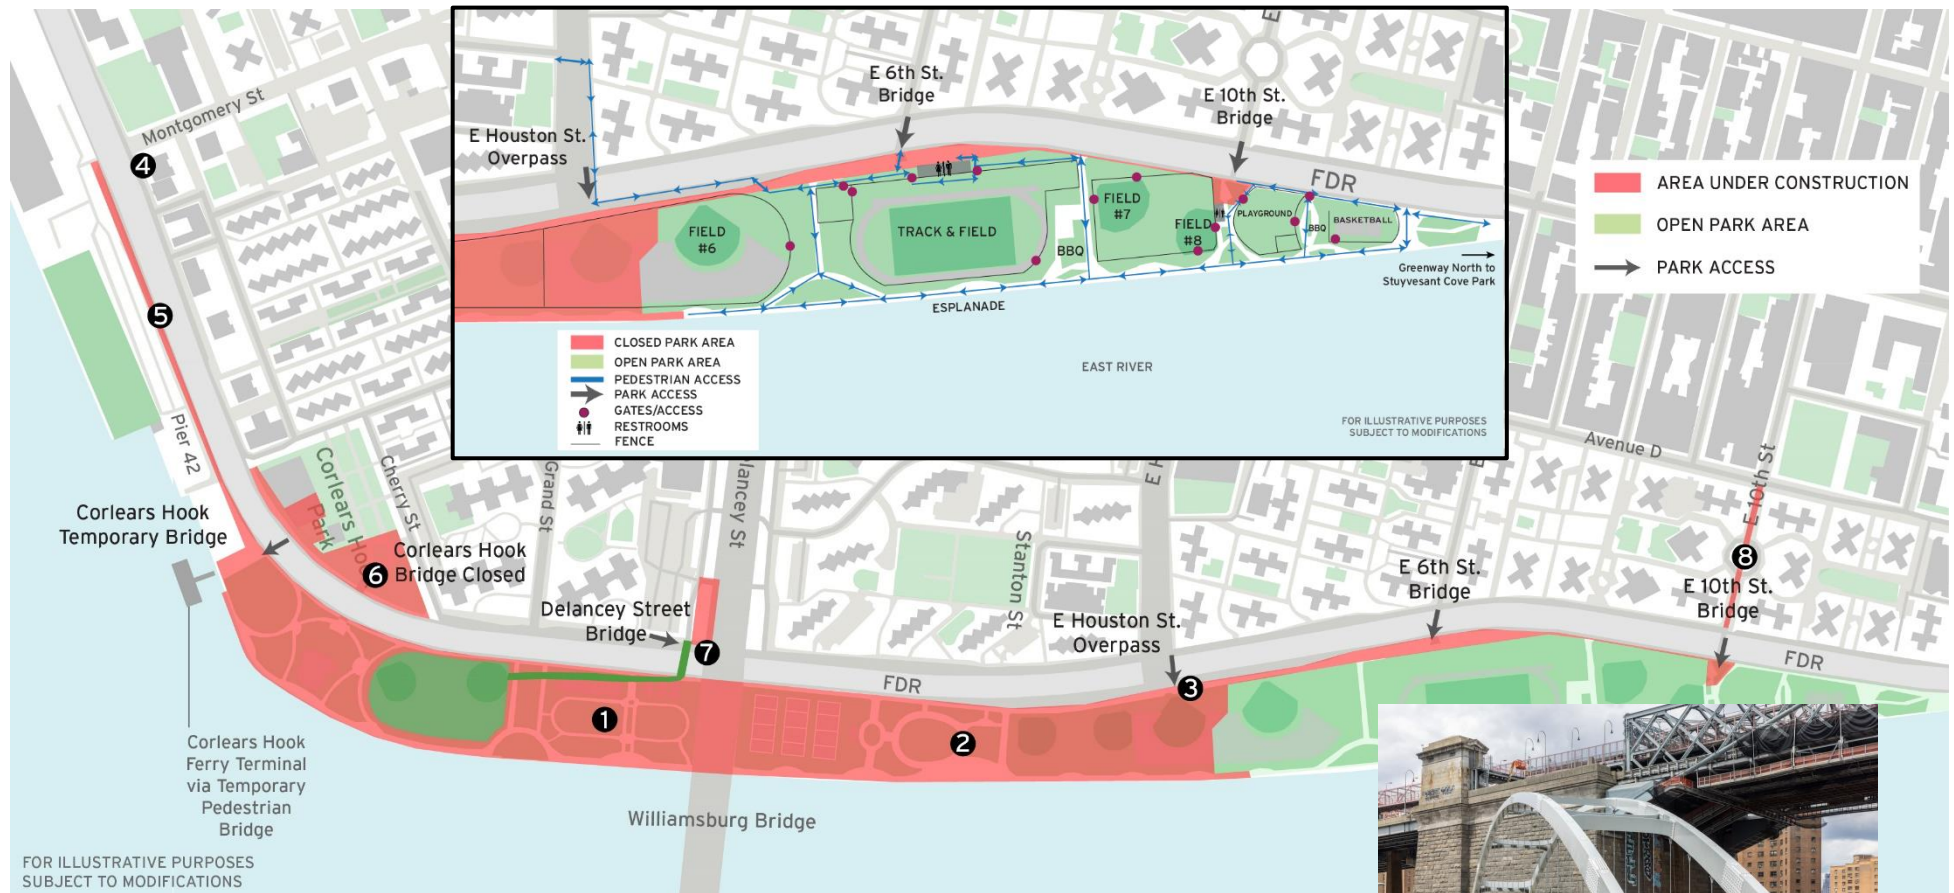 Montgomery St
4
5
Pier 42
Corlears Hook
Temporary Bridge
Corlears Hook
Park
Cherry St
Grand St
6
Corlears Hook
Bridge Closed
Delancey Street
Bridge
7
Stanton St
E Houston St.
Overpass
3
E 6th St.
Bridge
Avenue D
E 10th St
8
E 10th St.
Bridge
FDR
FDR
1
2
Williamsburg Bridge
Corlears Hook
Ferry Terminal
via Temporary
Pedestrian
Bridge
FOR ILLUSTRATIVE PURPOSES
SUBJECT TO MODIFICATIONS
E Houston St.
Overpass
E 6th St.
Bridge
E 10th St.
Bridge
FDR
FIELD
#6
TRACK & FIELD
BBQ
FIELD
#7
FIELD
#8
PLAYGROUND
BBQ
BASKETBALL
Greenway North to
Stuyvesant Cove Park
ESPLANADE
EAST RIVER
CLOSED PARK AREA
OPEN PARK AREA
PEDESTRIAN ACCESS
PARK ACCESS
GATES/ACCESS
RESTROOMS
FENCE
FOR ILLUSTRATIVE PURPOSES
SUBJECT TO MODIFICATIONS
AREA UNDER CONSTRUCTION
OPEN PARK AREA
PARK ACCESS